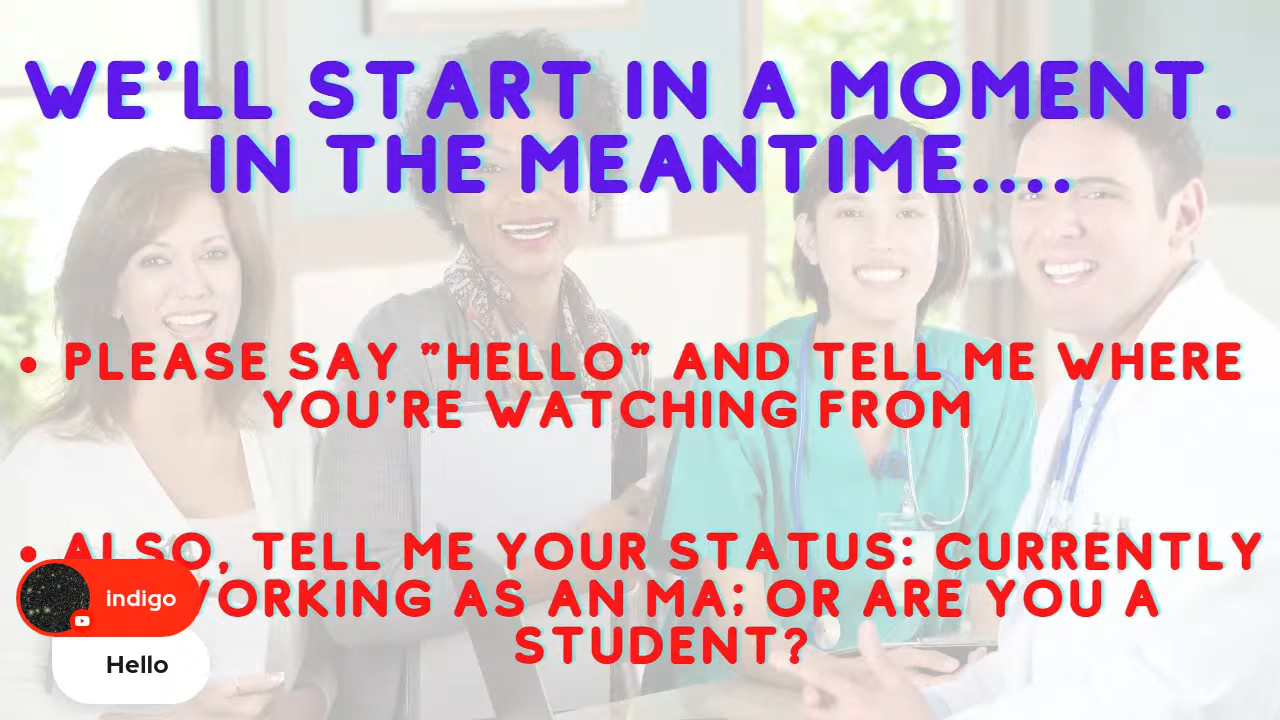 WE'LL START IN A MOMENT.
IN THE MEANTIME....
• PLEASE SAY "HELLO" AND TELL ME WHERE
YOU'RE WATCHING FROM
• ALSO, TELL ME YOUR STATUS: CURRENTLY
WORKING AS AN MA; OR ARE YOU A
STUDENT?
indigo
Hello